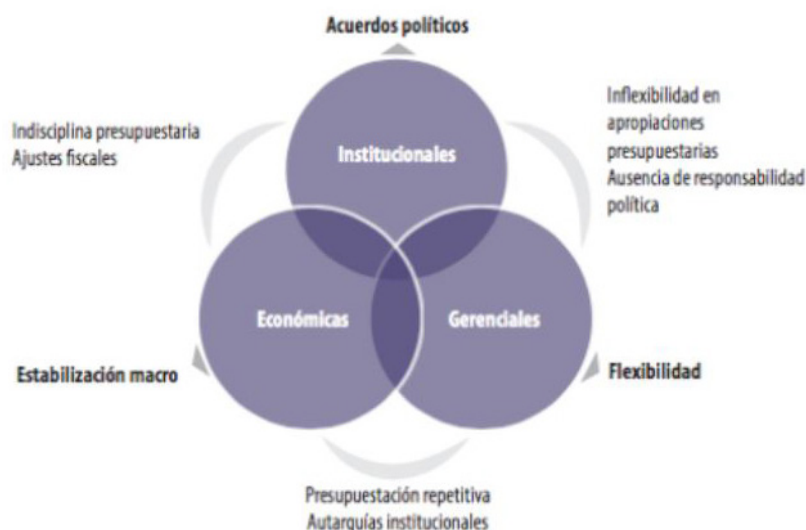 Acuerdos políticos
Indisciplina presupuestaria
Ajustes fiscales
Inflexibilidad en
apropiaciones
presupuestarias
Ausencia de responsabilidad
política
Institucionales
Económicas
Gerenciales
Estabilización macro
Flexibilidad
Presupuestación repetitiva
Autarquías institucionales